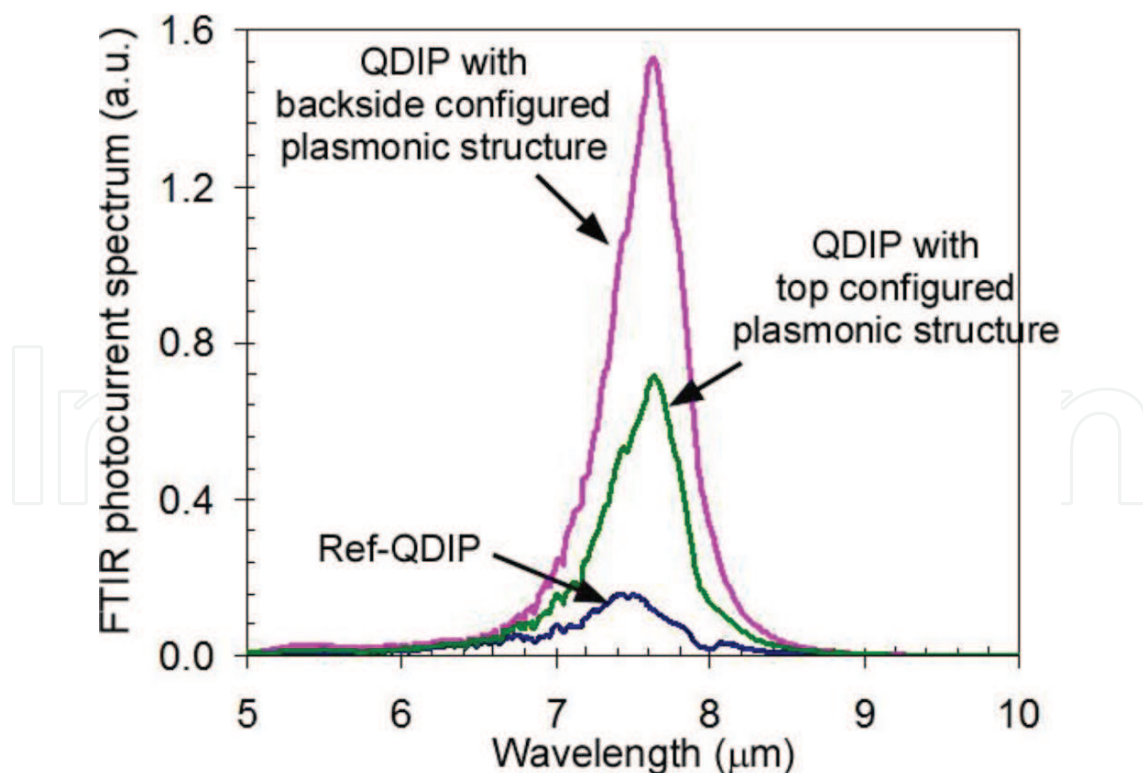 FTIR photocurrent spectrum (a.u.)
1.6
1.2
0.8
0.4
0.0
QDIP with
backside configured
plasmonic structure
QDIP with
top configured
plasmonic structure
Ref-QDIP
5
6
7
8
9
10
Wavelength (μm)